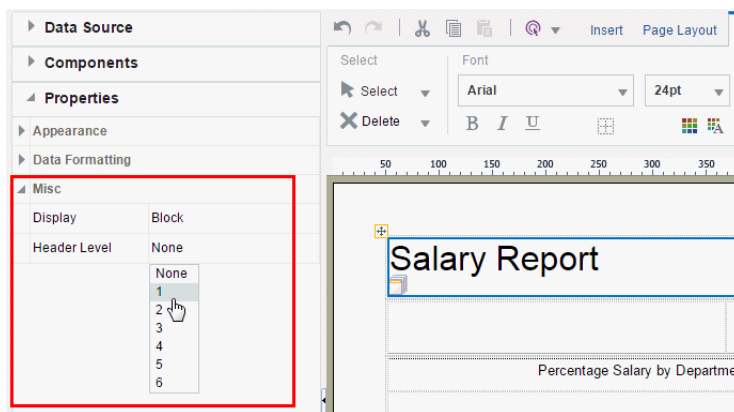 Data Source
Components
Properties
Appearance
Data Formatting
Misc
Display Block
Header Level None
None
1
2
3
4
5
6
Insert Page Layout
Select Font
Select Arial 24pt
Delete B I U
50 100 150 200 250 300 350
Salary Report
Percentage Salary by Departme